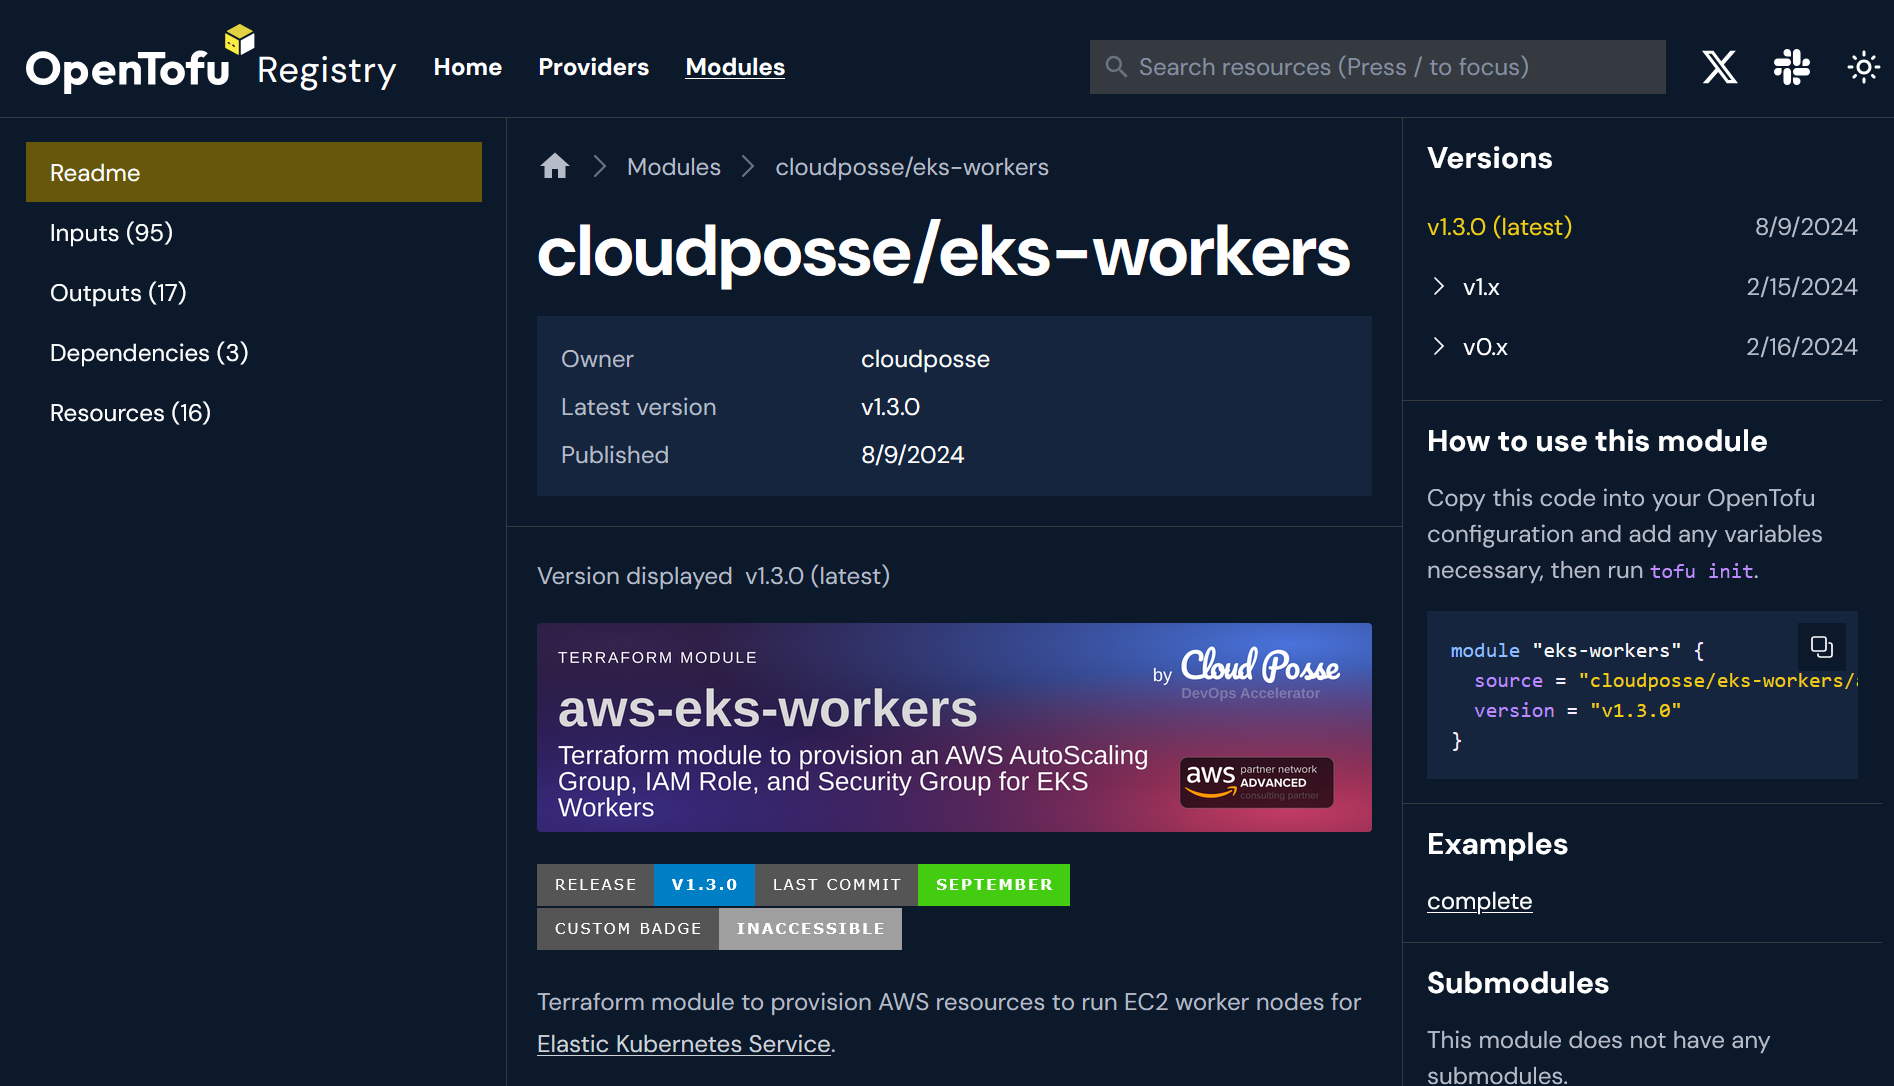 OpenTofu Registry Home Providers Modules Search resources (Press / to focus)
Readme
Inputs (95)
Outputs (17)
Dependencies (3)
Resources (16)
Modules cloudposse/eks-workers
cloudposse/eks-workers
Owner cloudposse
Latest version v1.3.0
Published 8/9/2024
Version displayed v1.3.0 (latest)
TERRAFORM MODULE
aws-eks-workers
Terraform module to provision an AWS AutoScaling
Group, IAM Role, and Security Group for EKS
Workers
by Cloud Posse
DevOps Accelerator
aws partner network
ADVANCED
consulting partner
RELEASE V1.3.0 LAST COMMIT SEPTEMBER
CUSTOM BADGE INACCESSIBLE
Terraform module to provision AWS resources to run EC2 worker nodes for
Elastic Kubernetes Service.
Versions
v1.3.0 (latest) 8/9/2024
v1.x 2/15/2024
v0.x 2/16/2024
How to use this module
Copy this code into your OpenTofu
configuration and add any variables
necessary, then run tofu init.
module "eks-workers" {
source = "cloudposse/eks-workers/
version = "v1.3.0"
}
Examples
complete
Submodules
This module does not have any
submodules.